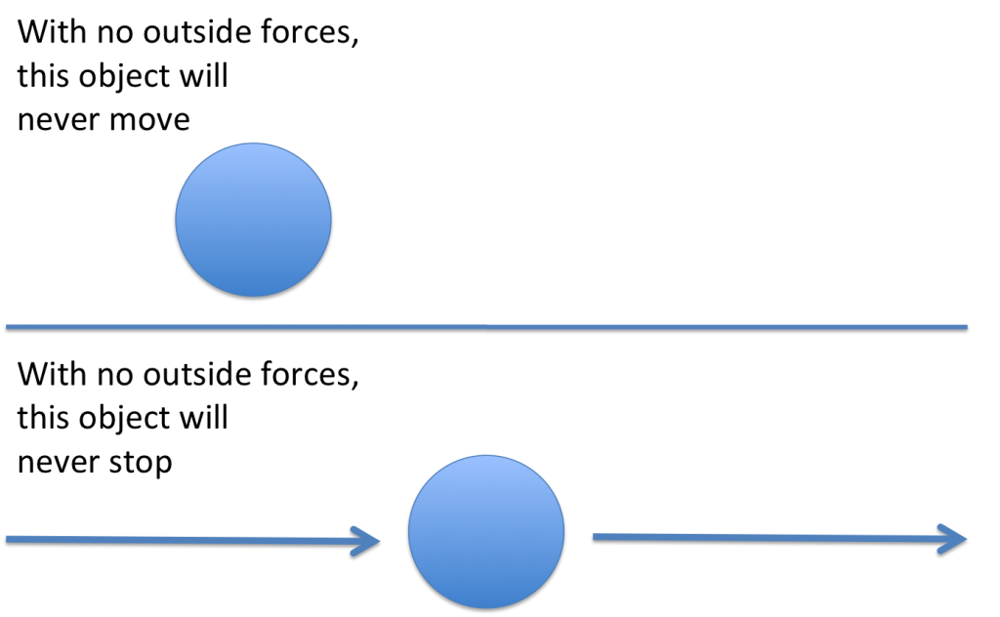 With no outside forces,
this object will
never move
With no outside forces,
this object will
never stop